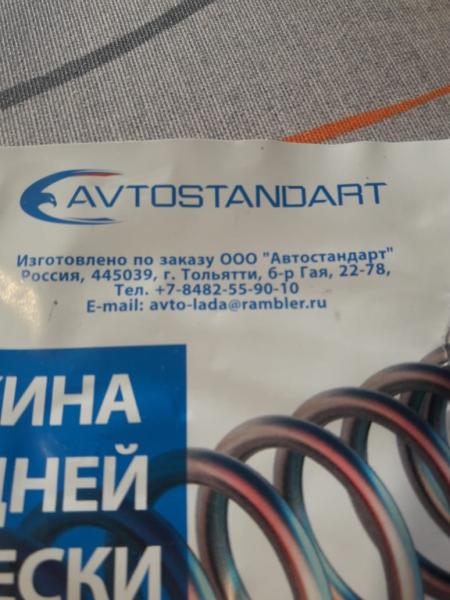 AVTOSTANDART
Изготовлено по заказу ООО "Автостандарт"
Россия, 445039, г. Тольятти, б-р Гая, 22-78,
Тел. +7-8482-55-90-10
E-mail: avto-lada@rambler.ru
ИНА
ДНЕЙ
ЕСКИ